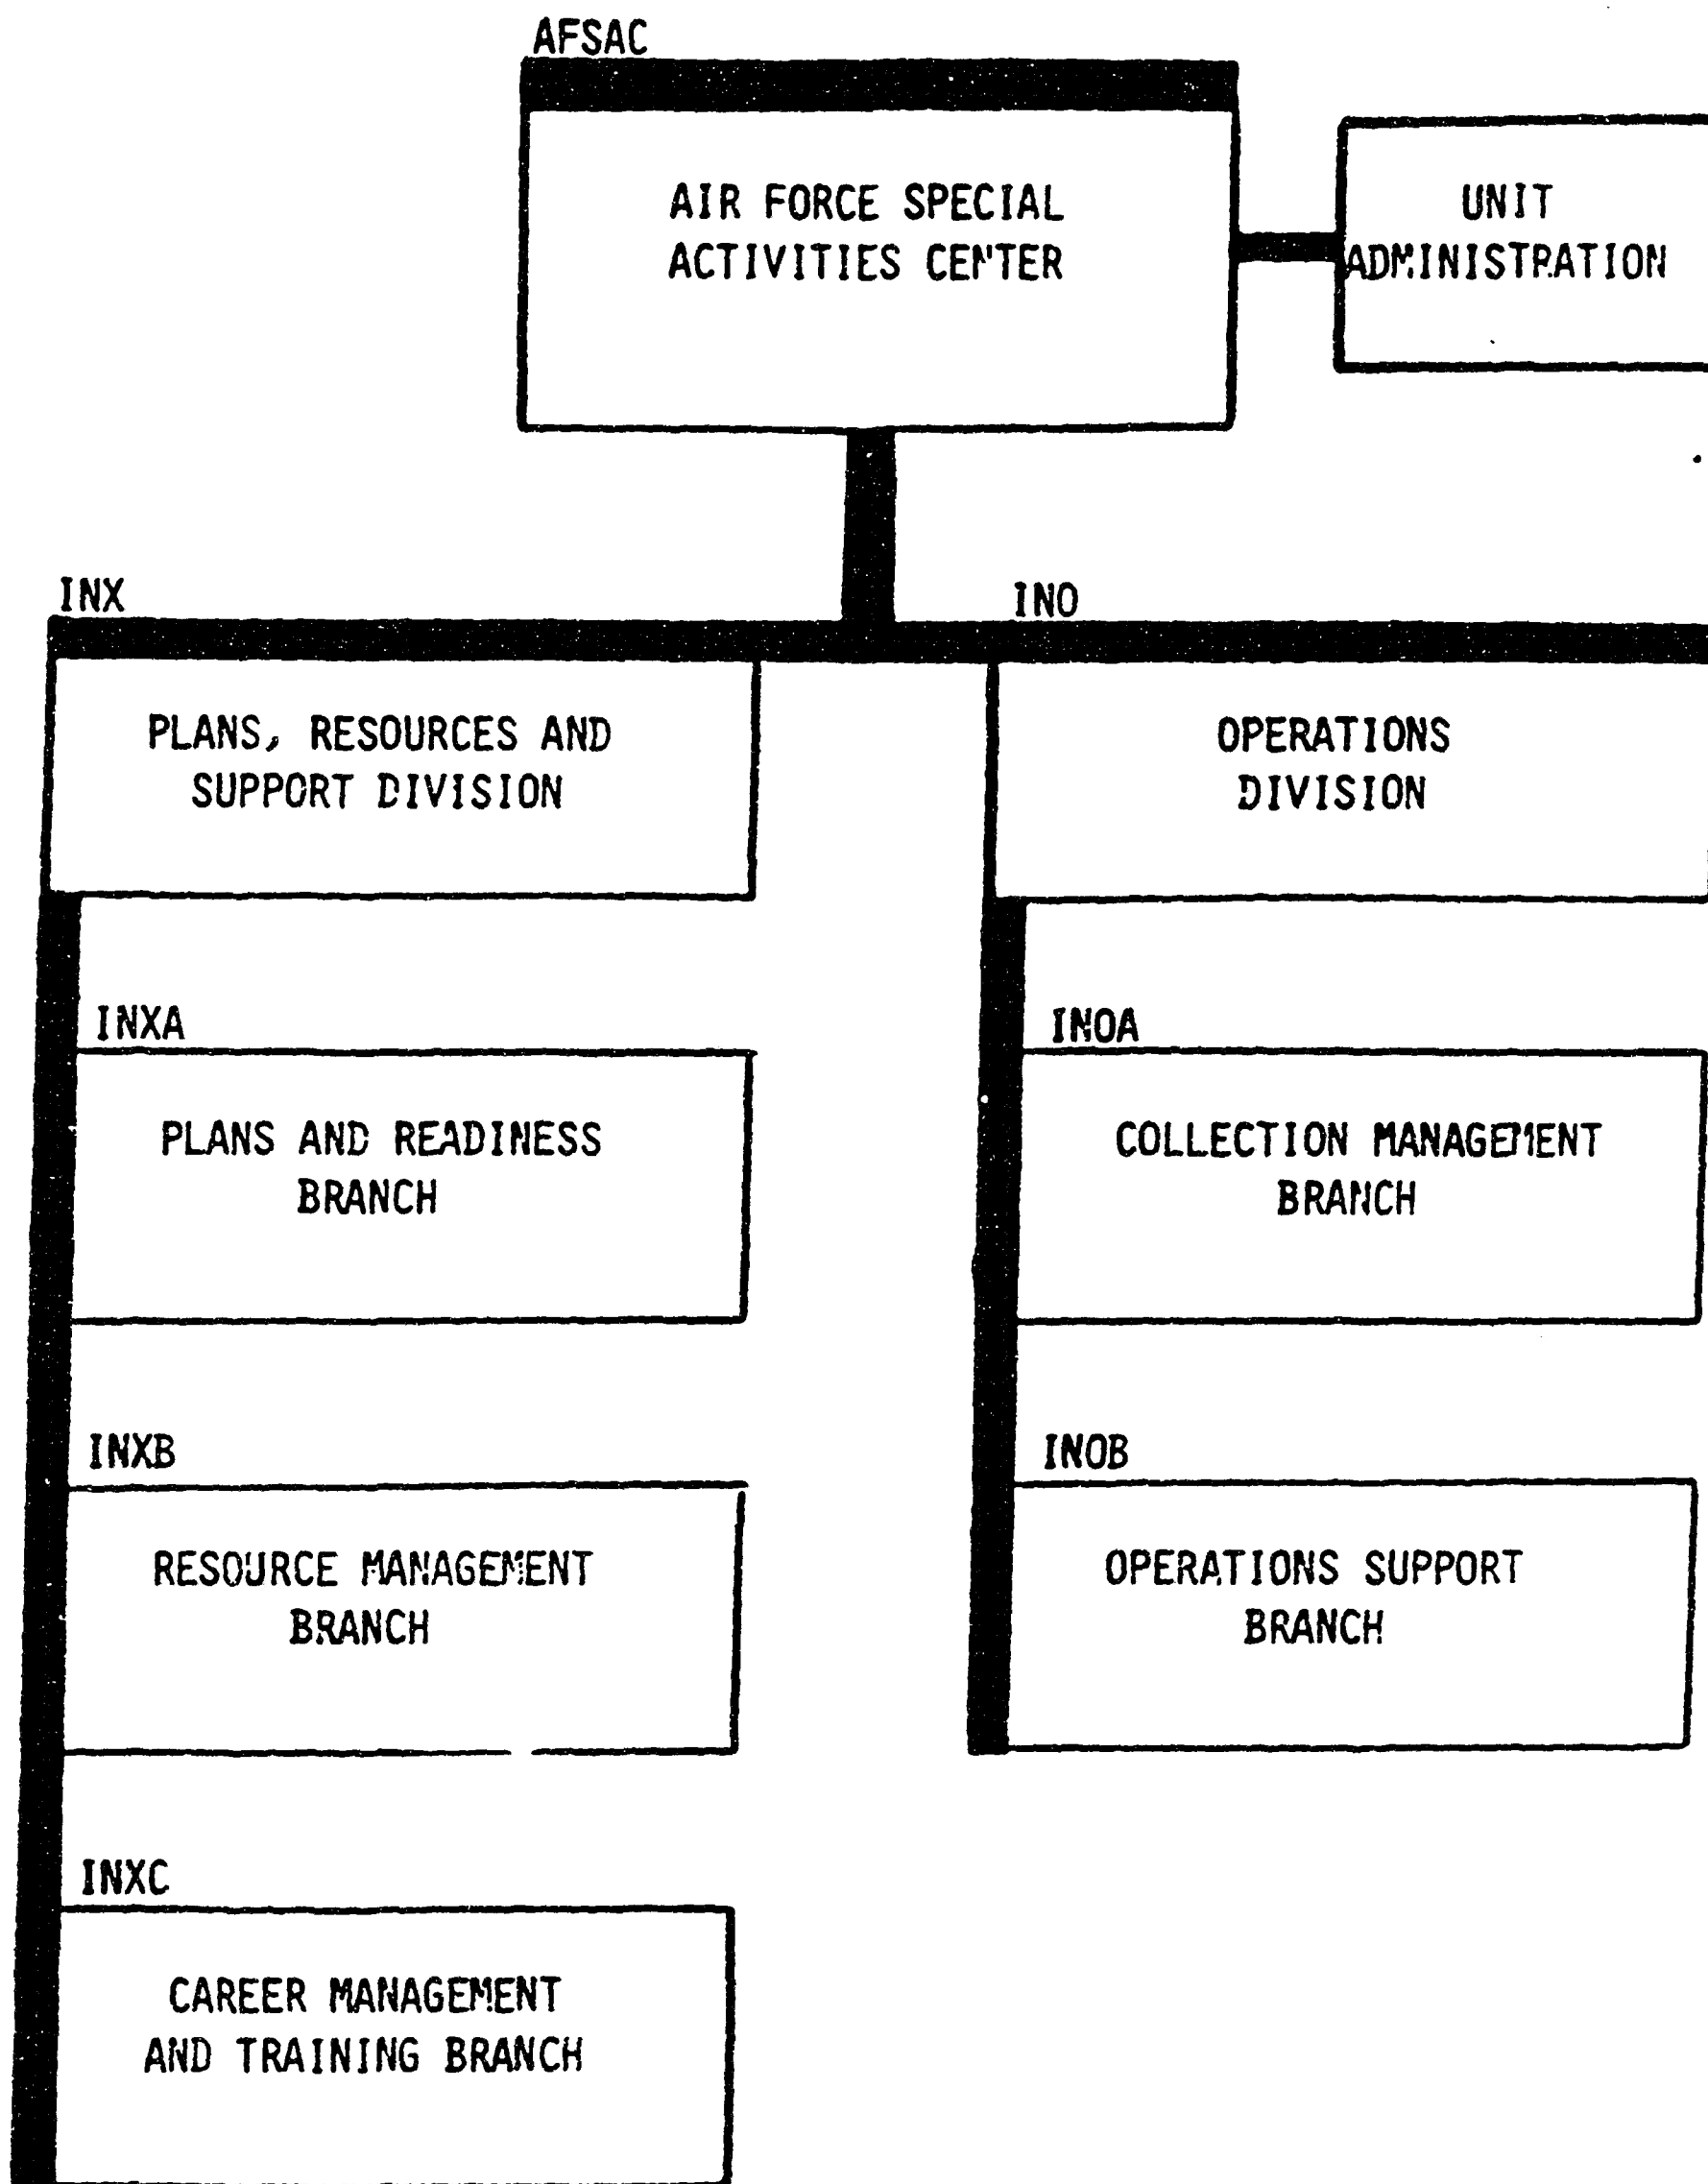 AFSAC
AIR FORCE SPECIAL
ACTIVITIES CENTER
UNIT
ADMINISTRATION
INX
PLANS, RESOURCES AND
SUPPORT DIVISION
INXA
PLANS AND READINESS
BRANCH
INXB
RESOURCE MANAGEMENT
BRANCH
INXC
CAREER MANAGEMENT
AND TRAINING BRANCH
INO
OPERATIONS
DIVISION
INOA
COLLECTION MANAGEMENT
BRANCH
INOB
OPERATIONS SUPPORT
BRANCH